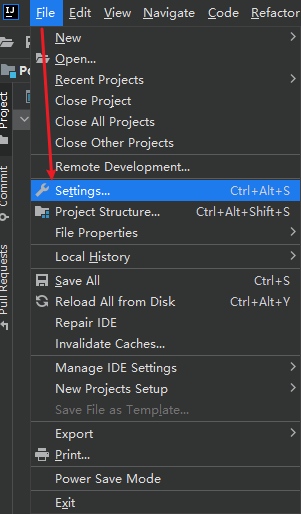 IJ
File Edit View Navigate Code Refactor
Po
Project
Commit
Pull Requests
New
Open...
Recent Projects
Close Project
Close All Projects
Close Other Projects
Remote Development...
Settings... Ctrl+Alt+S
Project Structure... Ctrl+Alt+Shift+S
File Properties
Local History
Save All Ctrl+S
Reload All from Disk Ctrl+Alt+Y
Repair IDE
Invalidate Caches...
Manage IDE Settings
New Projects Setup
Save File as Template...
Export
Print...
Power Save Mode
Exit